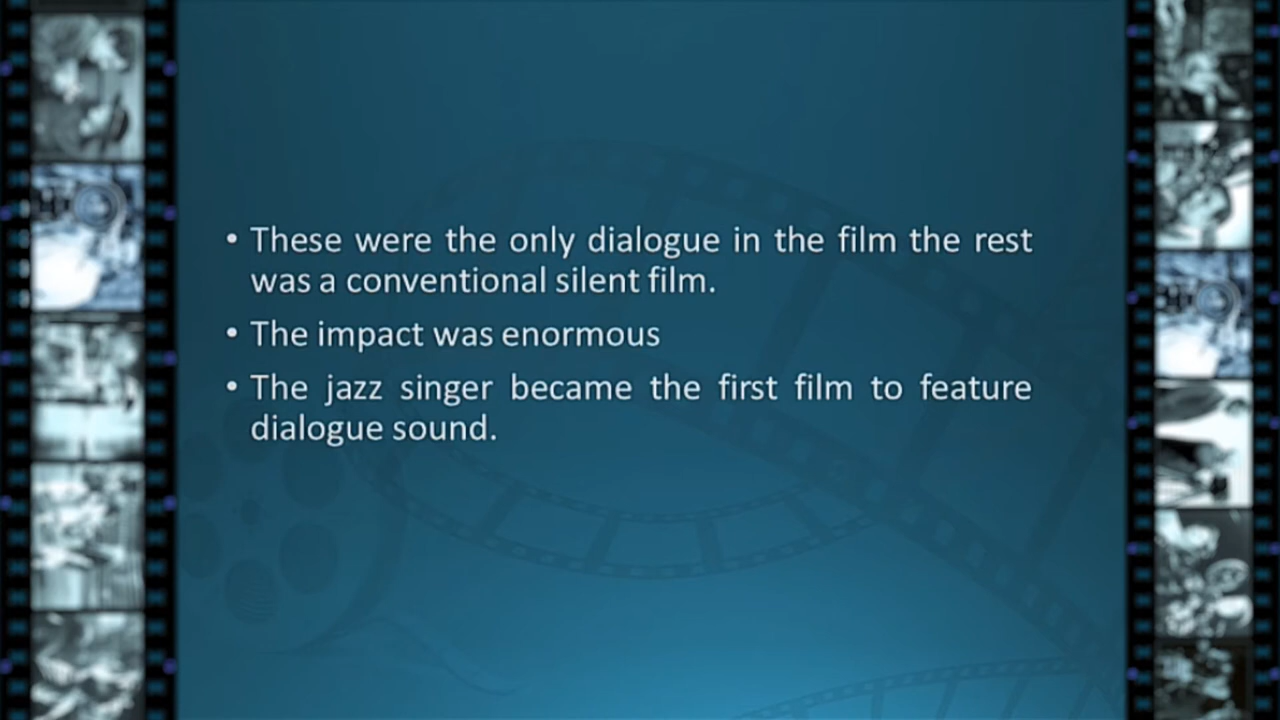 • These were the only dialogue in the film the rest
was a conventional silent film.
• The impact was enormous
• The jazz singer became the first film to feature
dialogue sound.